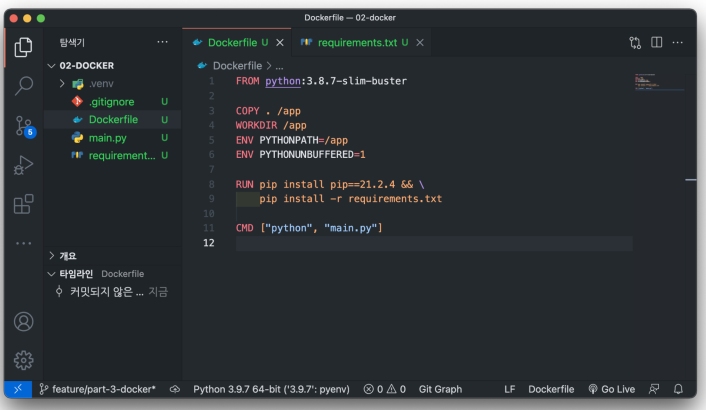 Dockerfile — 02-docker
탐색기 ···
Dockerfile U × requirements.txt U ×
02-DOCKER
Dockerfile > ...
.venv
.gitignore U
Dockerfile U
main.py U
requirement... U
1 FROM python:3.8.7-slim-buster
2
3 COPY . /app
4 WORKDIR /app
5 ENV PYTHONPATH=/app
6 ENV PYTHONUNBUFFERED=1
7
8 RUN pip install pip==21.2.4 && \
9 pip install -r requirements.txt
10
11 CMD ["python", "main.py"]
12
5
개요
타임라인 Dockerfile
커밋되지 않은 ... 지금
feature/part-3-docker* Python 3.9.7 64-bit ('3.9.7': pyenv) 0 0 Git Graph LF Dockerfile Go Live